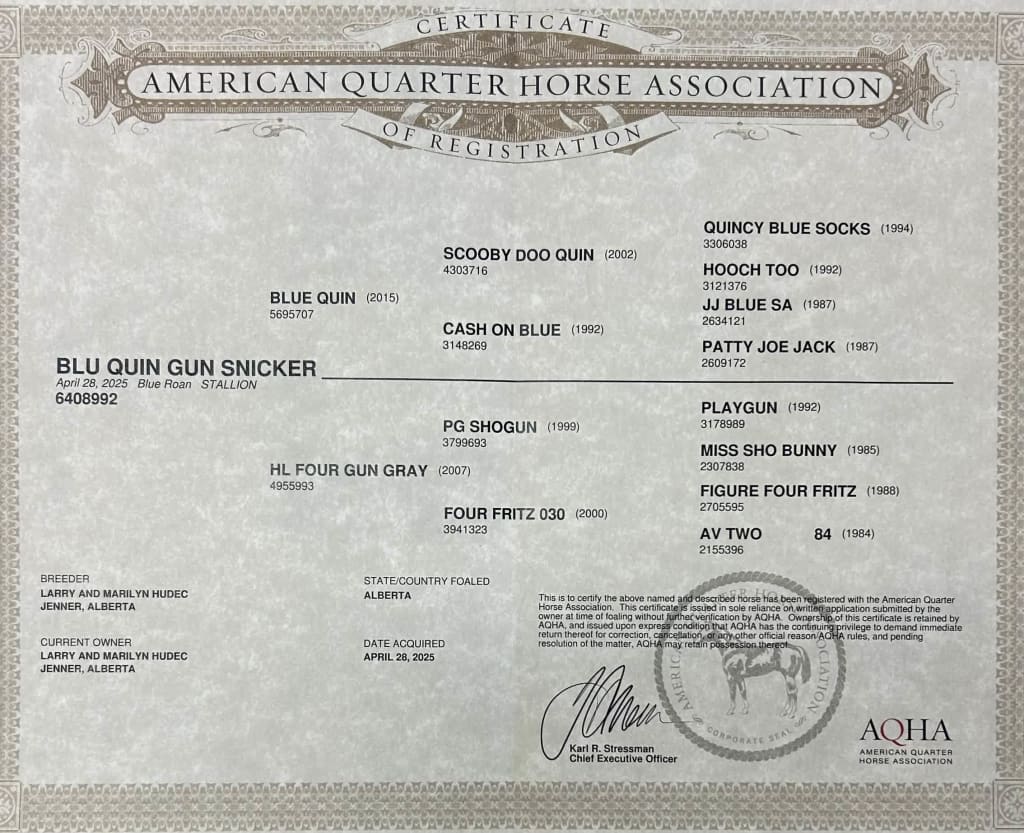 CERTIFICATE
AMERICAN QUARTER HORSE ASSOCIATION
OF REGISTRATION
QUINCY BLUE SOCKS (1994)
3306038
SCOOBY DOO QUIN (2002)
4303716
HOOCH TOO (1992)
3121376
BLUE QUIN (2015)
5695707
JJ BLUE SA (1987)
2634121
CASH ON BLUE (1992)
3148269
PATTY JOE JACK (1987)
2609172
BLU QUIN GUN SNICKER
April 28, 2025 Blue Roan STALLION
6408992
PLAYGUN (1992)
3178989
PG SHOGUN (1999)
3799693
MISS SHO BUNNY (1985)
2307838
HL FOUR GUN GRAY (2007)
4955993
FIGURE FOUR FRITZ (1988)
2705595
FOUR FRITZ 030 (2000)
3941323
AV TWO 84 (1984)
2155396
BREEDER
LARRY AND MARILYN HUDEC
JENNER, ALBERTA
STATE/COUNTRY FOALED
ALBERTA
CURRENT OWNER
LARRY AND MARILYN HUDEC
JENNER, ALBERTA
DATE ACQUIRED
APRIL 28, 2025
This is to certify the above named and described horse has been registered with the American Quarter
Horse Association. This certificate is issued in sole reliance on written application submitted by the
owner at time of foaling without further verification by AQHA. Ownership of this certificate is retained by
AQHA, and issued upon express condition that AQHA has the continuing privilege to demand immediate
return thereof for correction, cancellation, any other official reason AQHA rules, and pending
resolution of the matter, AQHA may retain possession thereof.
CORPORATE SEAL
Karl R. Stressman
Chief Executive Officer
AQHA
AMERICAN QUARTER
HORSE ASSOCIATION